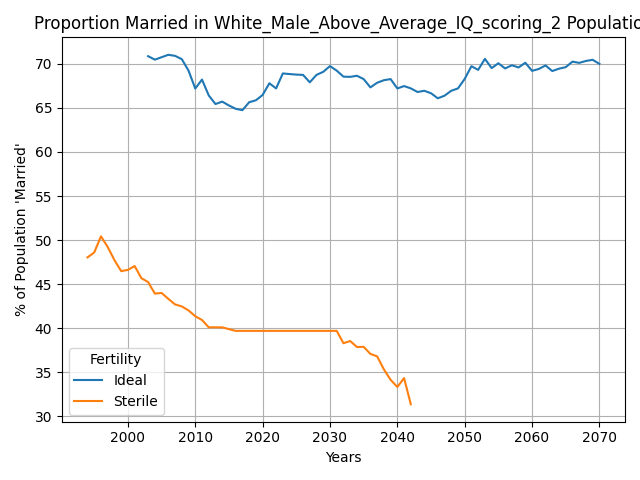 Proportion Married in White_Male_Above_Average_IQ_scoring_2 Populatio
% of Population 'Married'
70
65
60
55
50
45
40
35
30
Fertility
Ideal
Sterile
2000 2010 2020 2030 2040 2050 2060 2070
Years